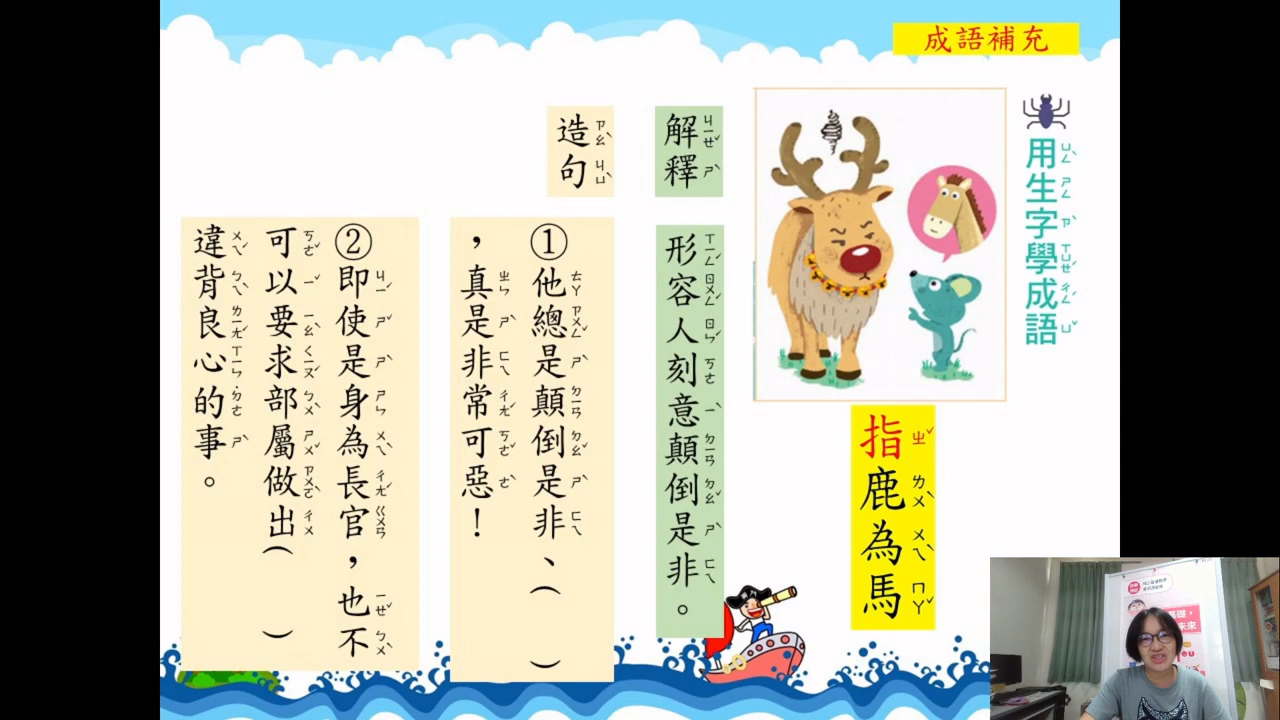 成語補充
用生字學成語
指鹿為馬
解釋
形容人刻意顛倒是非。
造句
①他總是顛倒是非、（　）
，真是非常可惡！
②即使是身為長官，也不
可以要求部屬做出（　）
違背良心的事。